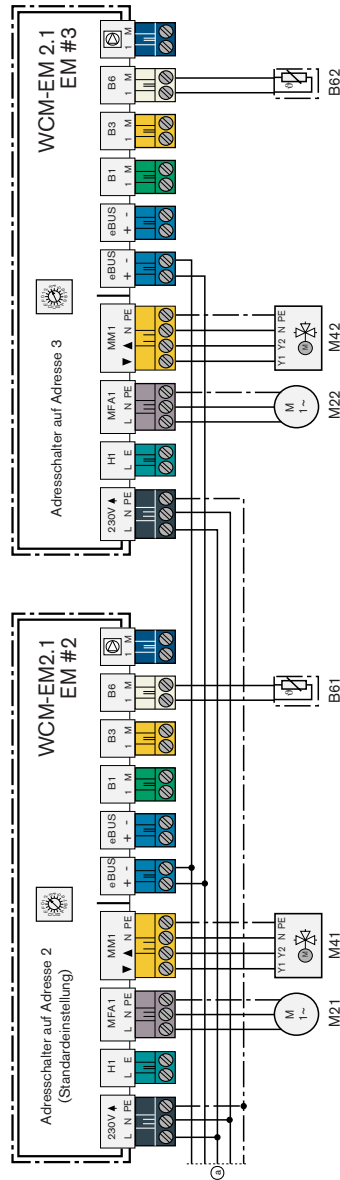 WCM-EM2.1
EM #2
Adressschalter auf Adresse 2
(Standardeinstellung)
230V
L N PE
H1
L E
MFA1
L N PE
MM1
N PE
eBUS
+ -
eBUS
+ -
B1
1 M
B3
1 M
B6
1 M
1 M
a
M
1~
M21
Y1 Y2 N PE
M
M41
ϑ
B61
WCM-EM 2.1
EM #3
Adressschalter auf Adresse 3
230V
L N PE
H1
L E
MFA1
L N PE
MM1
N PE
eBUS
+ -
eBUS
+ -
B1
1 M
B3
1 M
B6
1 M
1 M
M
1~
M22
Y1 Y2 N PE
M
M42
ϑ
B62